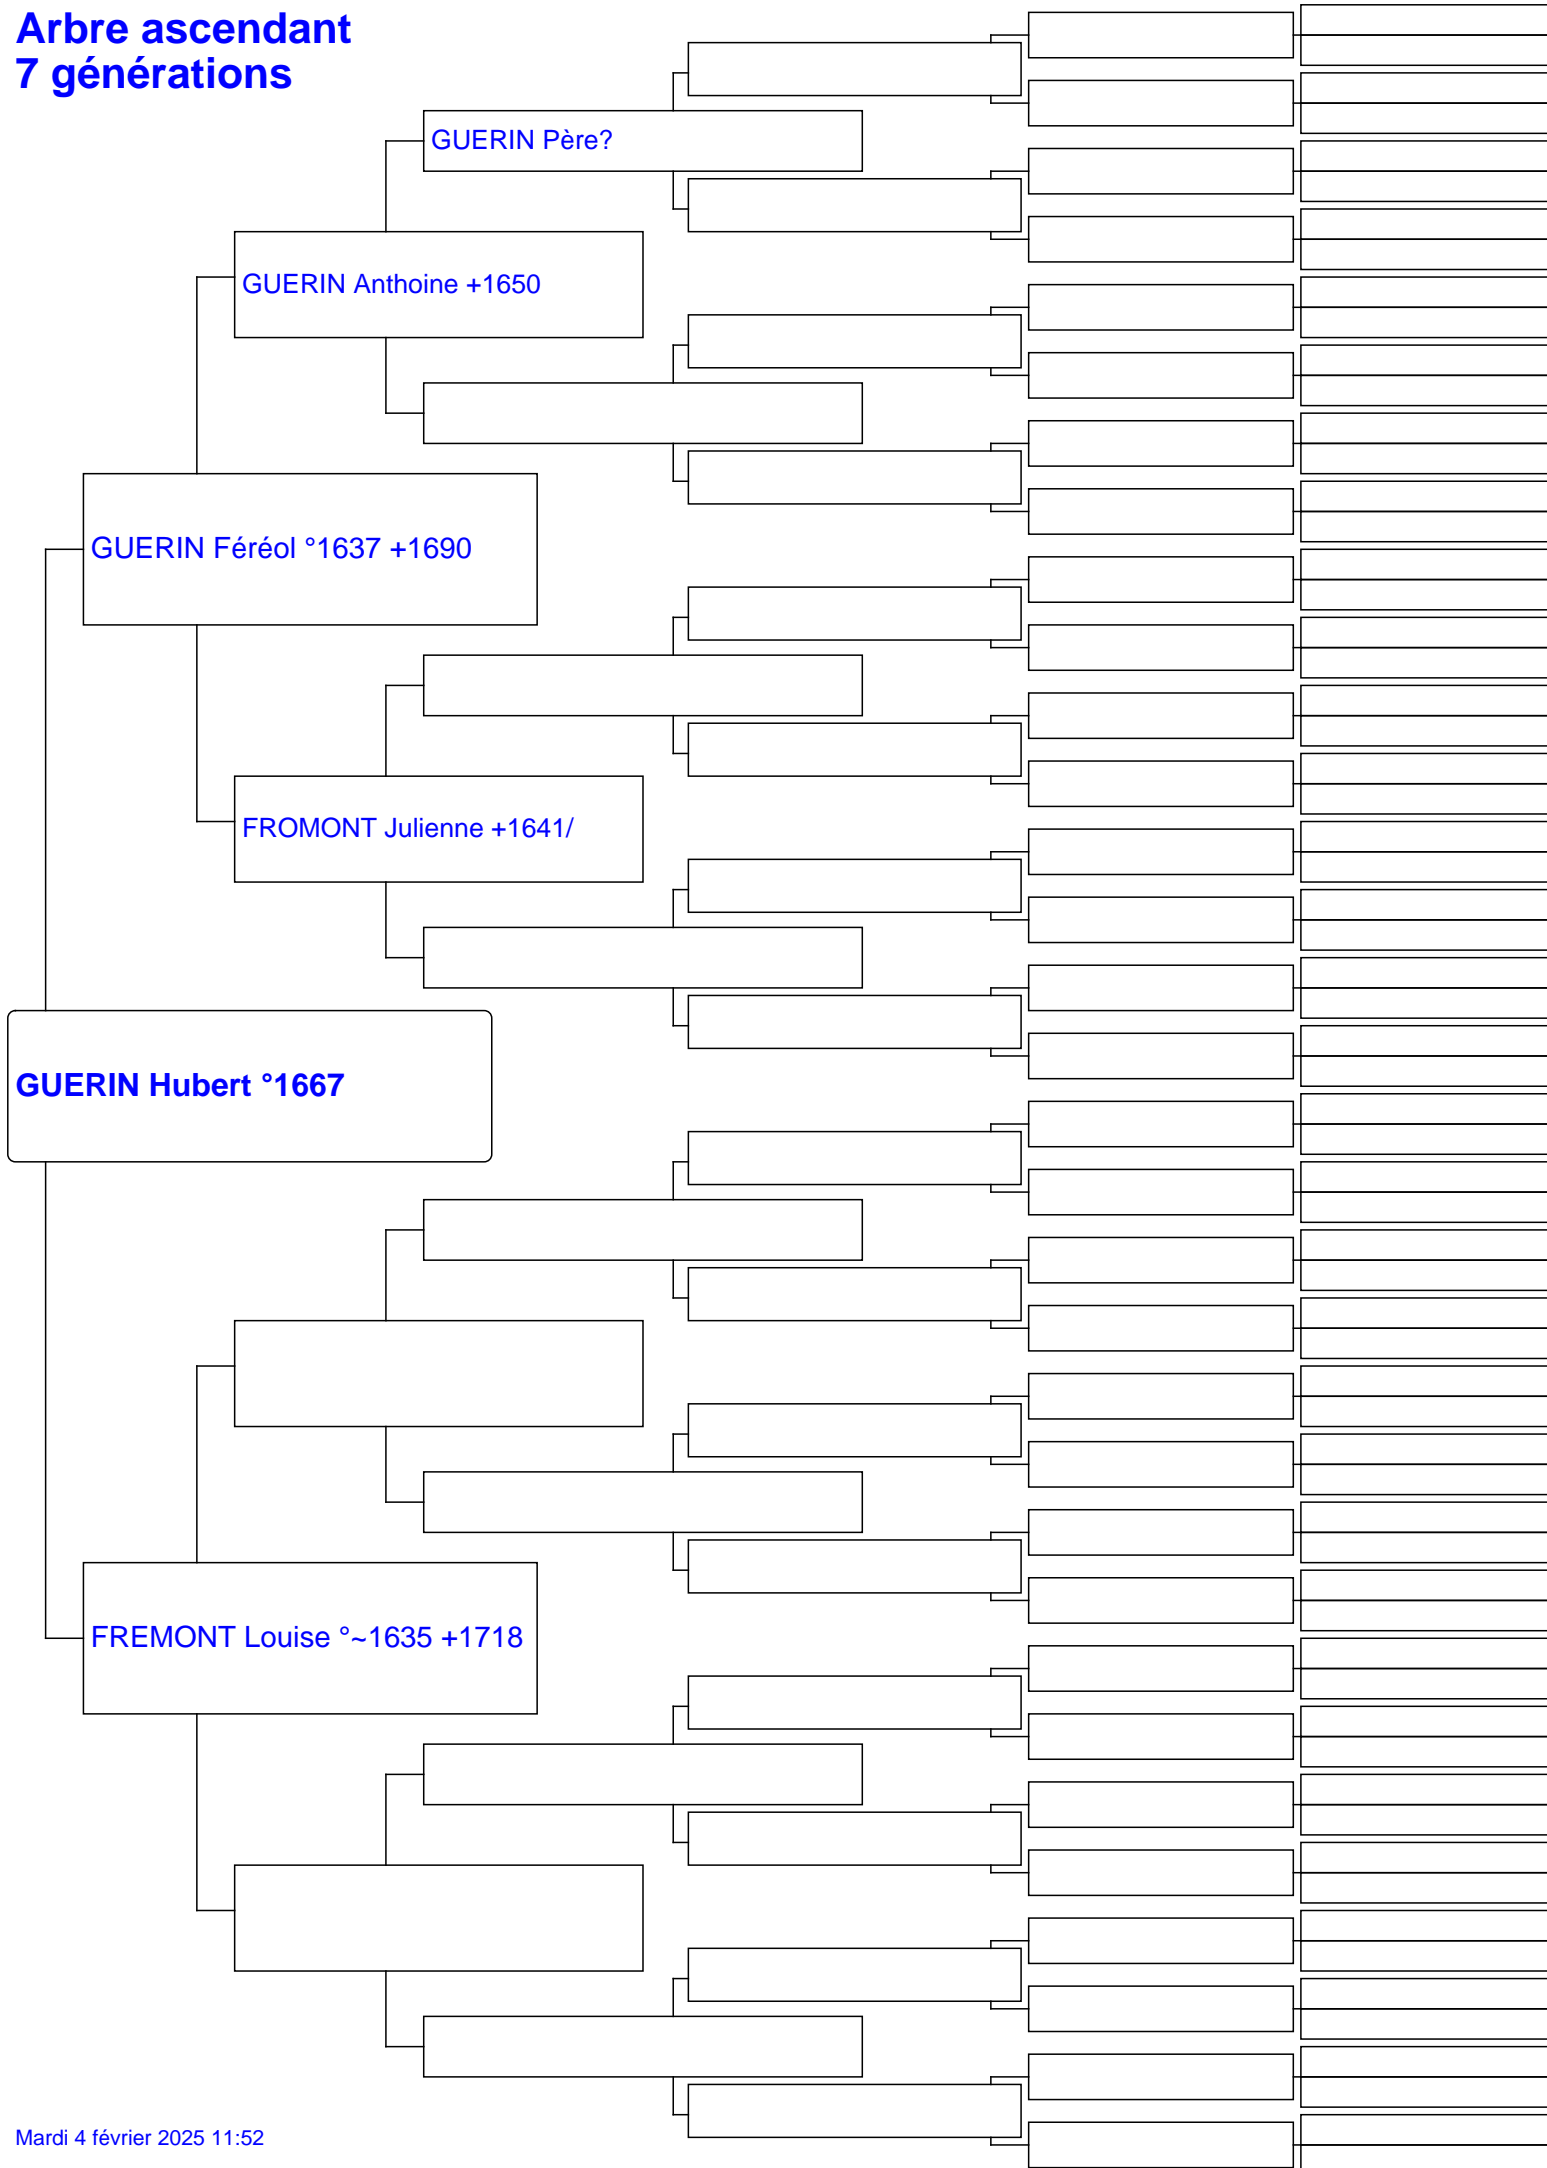 Arbre ascendant
7 générations
GUERIN Père?
GUERIN Anthoine +1650
GUERIN Féréol °1637 +1690
FROMONT Julienne +1641/
GUERIN Hubert °1667
FREMONT Louise °~1635 +1718
Mardi 4 février 2025 11:52